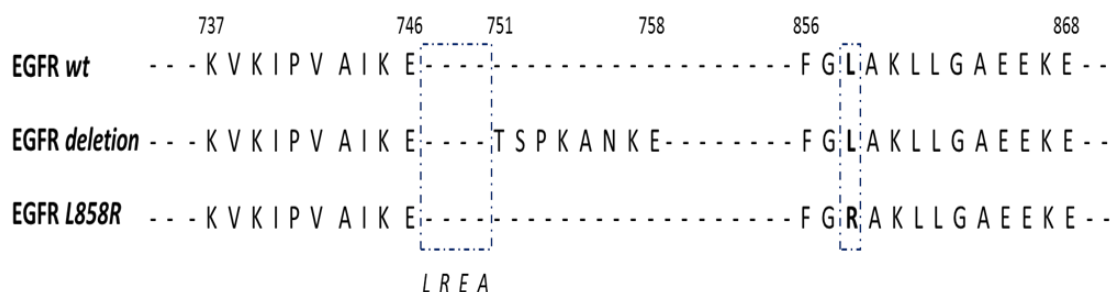 737 746 751 758 856 868
EGFR wt - - - K V K I P V A I K E - - - - - - - - - - - - - - - - - - - - F G L A K L L G A E E K E - -
EGFR deletion - - - K V K I P V A I K E - - - - T S P K A N K E - - - - - - - - F G L A K L L G A E E K E - -
EGFR L858R - - - K V K I P V A I K E - - - - - - - - - - - - - - - - - - - - F G R A K L L G A E E K E - -
L R E A